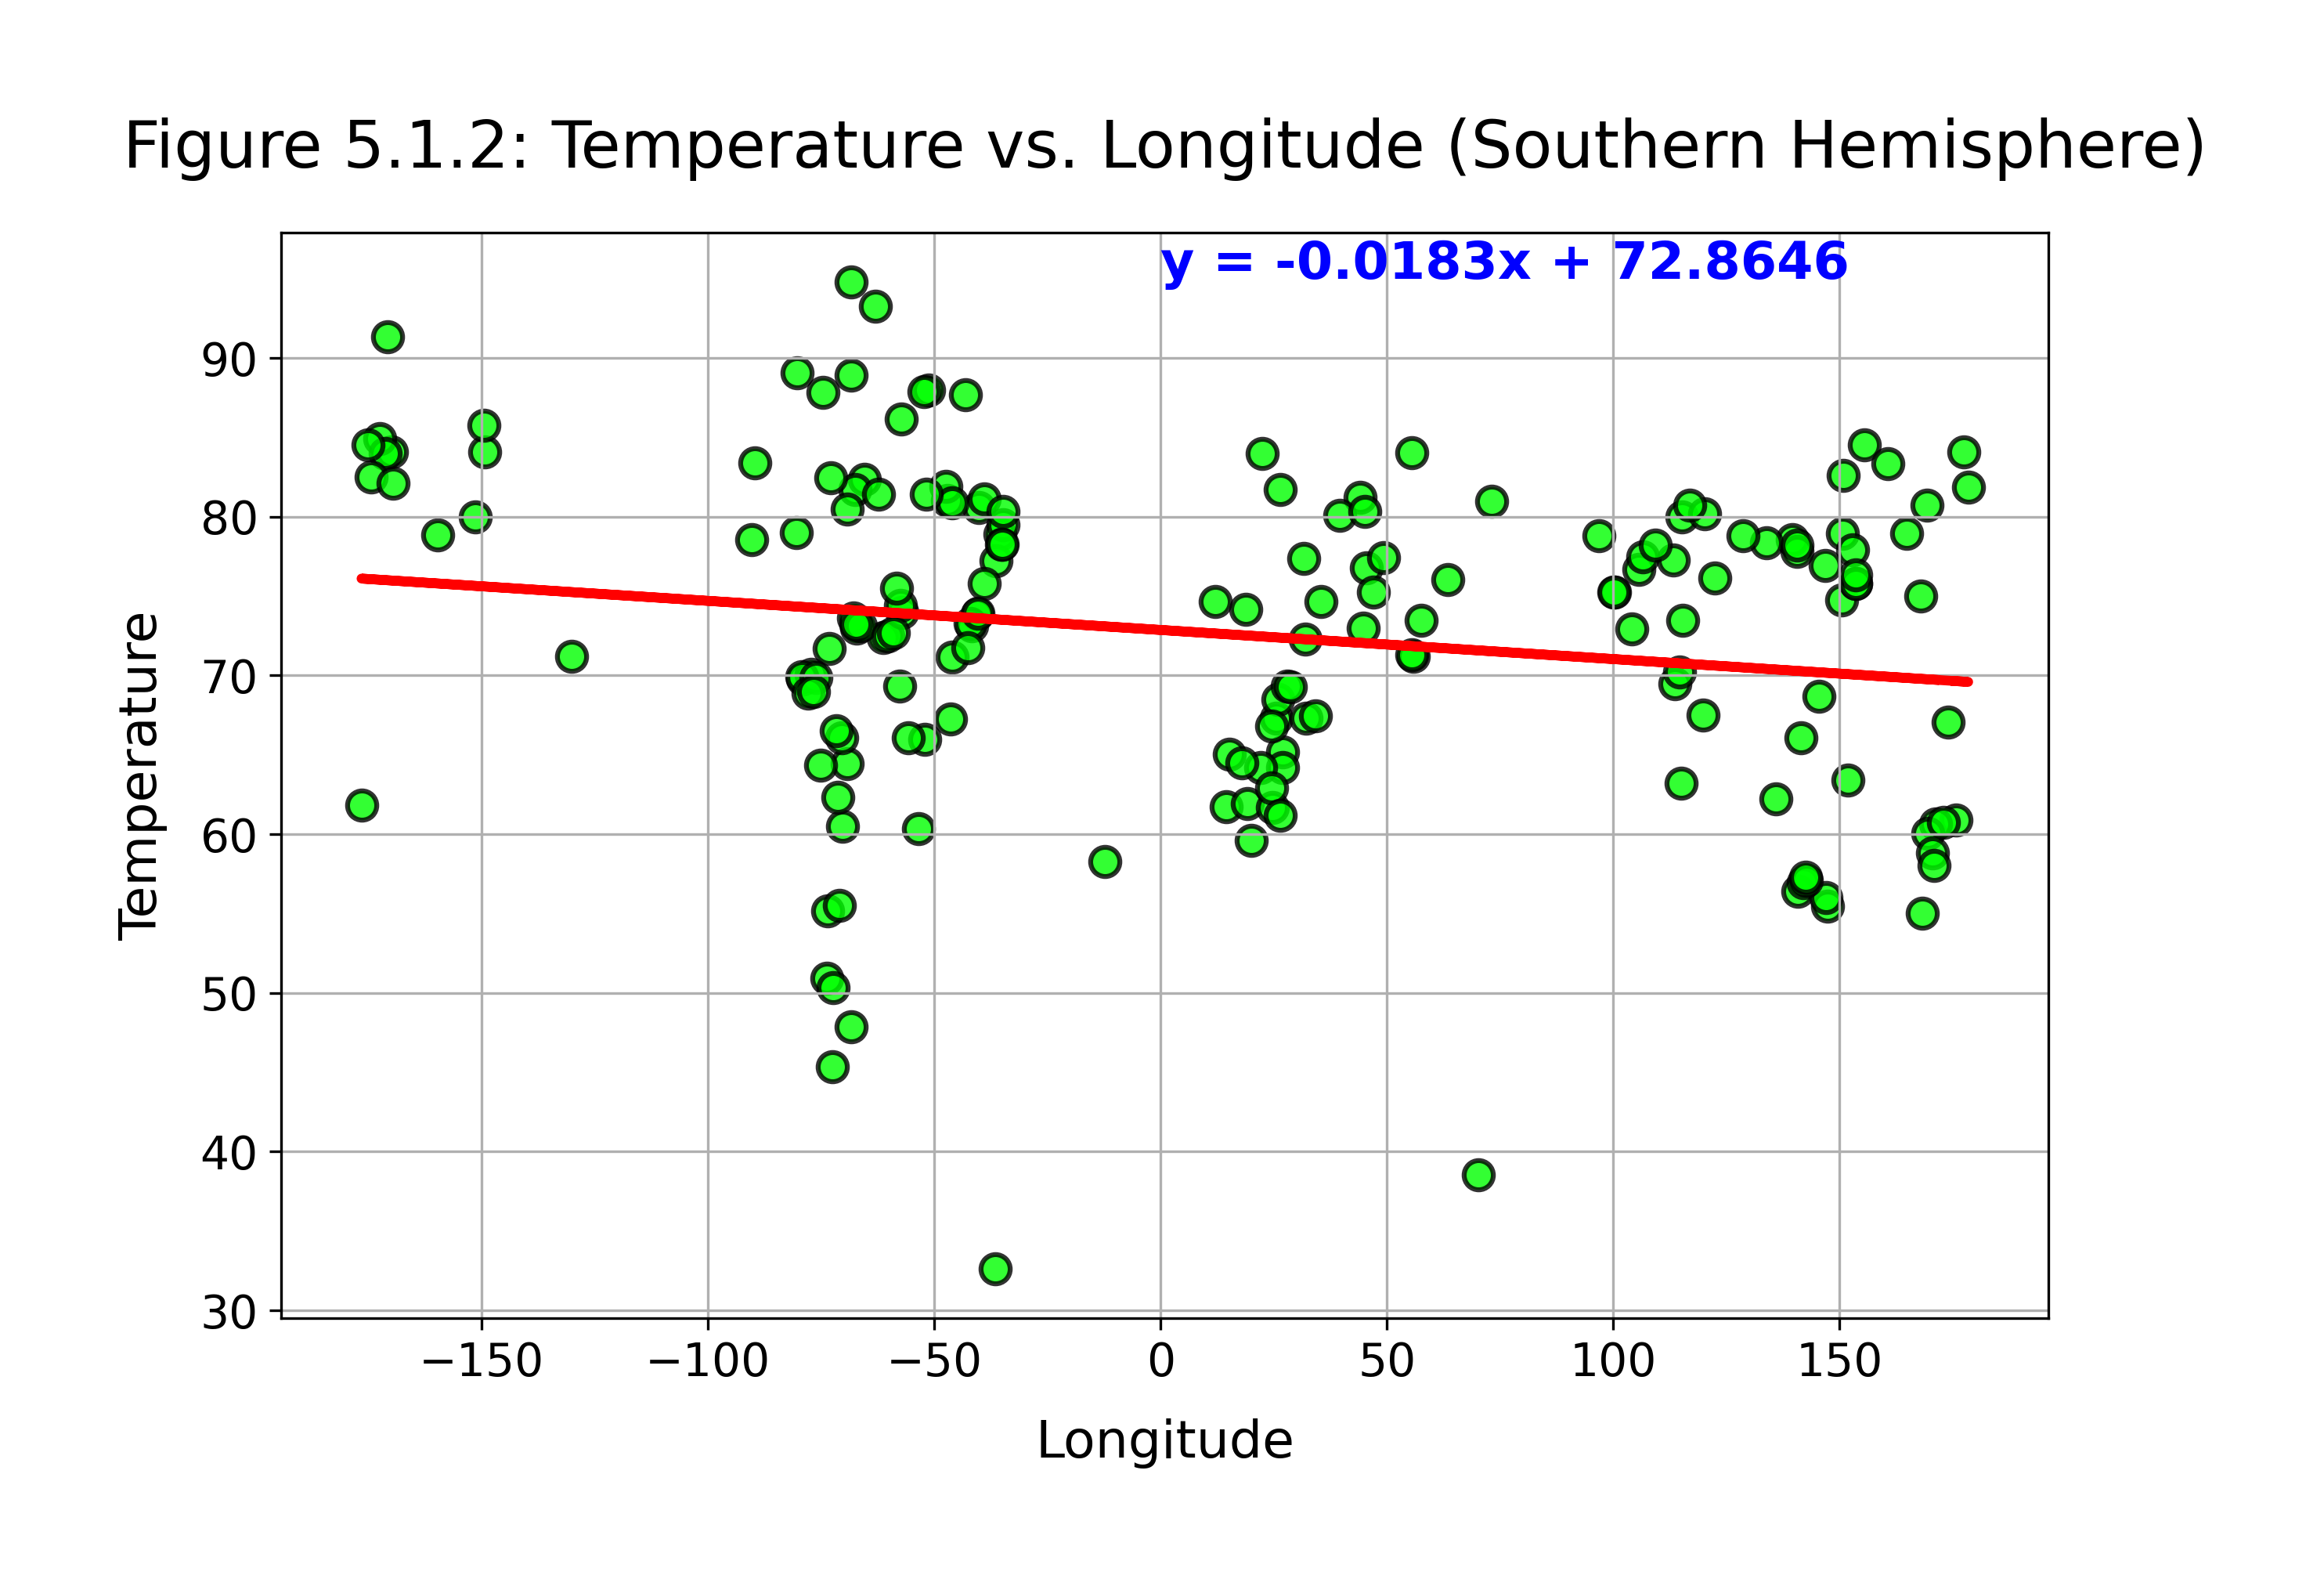 Figure 5.1.2: Temperature vs. Longitude (Southern Hemisphere)
y = -0.0183x + 72.8646
90
80
70
60
50
40
30
Temperature
−150 −100 −50 0 50 100 150
Longitude